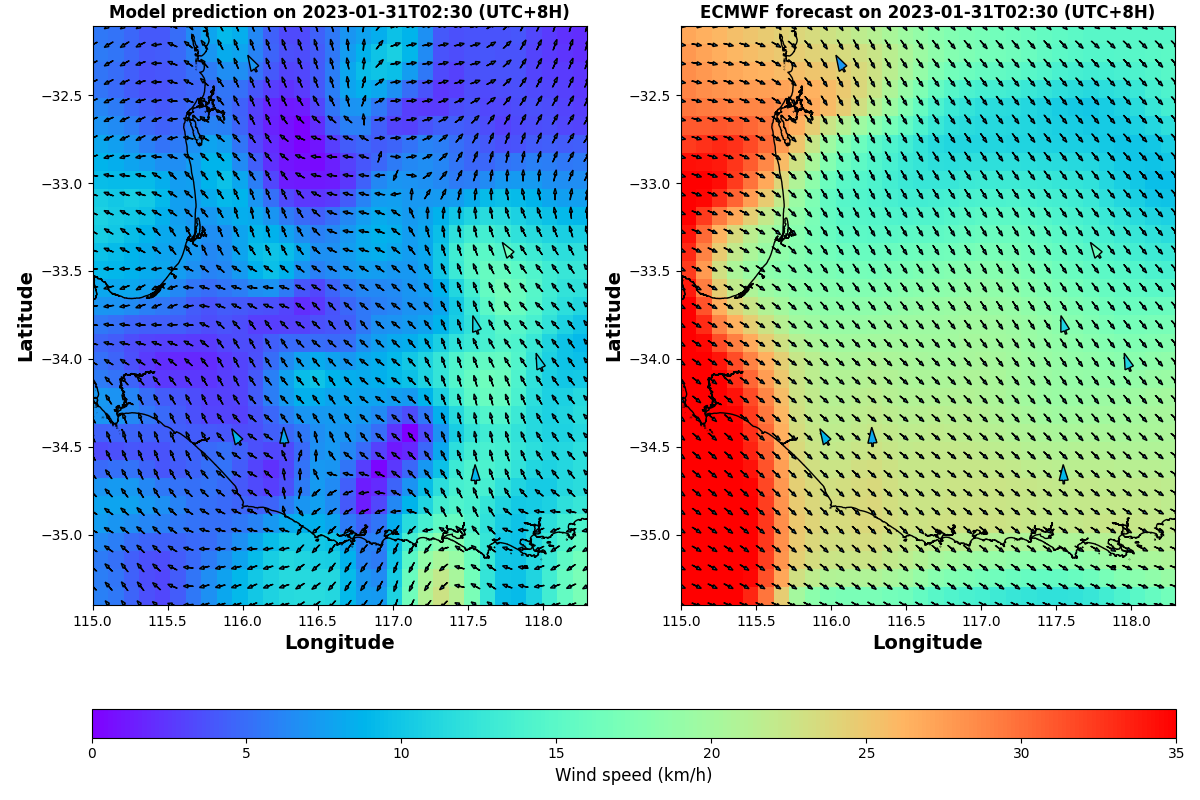 Model prediction on 2023-01-31T02:30 (UTC+8H)
ECMWF forecast on 2023-01-31T02:30 (UTC+8H)
Latitude
−32.5
−33.0
−33.5
−34.0
−34.5
−35.0
115.0 115.5 116.0 116.5 117.0 117.5 118.0
Longitude
Latitude
−32.5
−33.0
−33.5
−34.0
−34.5
−35.0
115.0 115.5 116.0 116.5 117.0 117.5 118.0
Longitude
0 5 10 15 20 25 30 35
Wind speed (km/h)